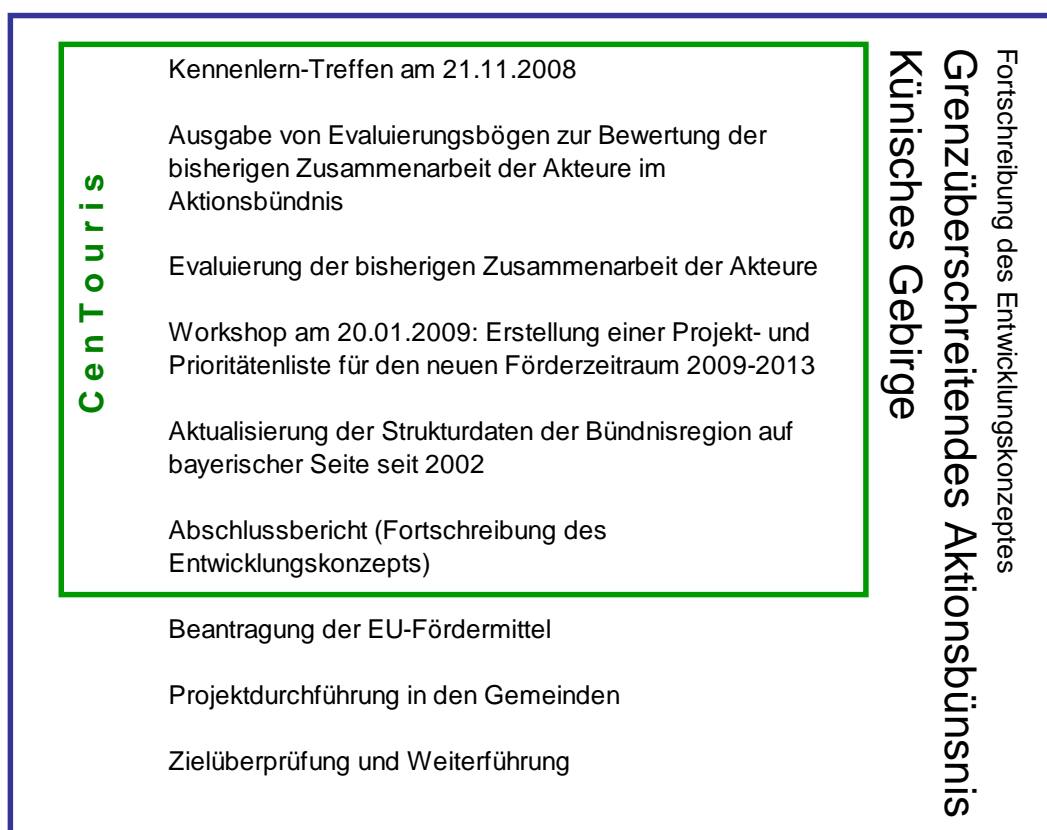 CenTouris
Kennenlern-Treffen am 21.11.2008
Ausgabe von Evaluierungsbögen zur Bewertung der
bisherigen Zusammenarbeit der Akteure im
Aktionsbündnis
Evaluierung der bisherigen Zusammenarbeit der Akteure
Workshop am 20.01.2009: Erstellung einer Projekt- und
Prioritätenliste für den neuen Förderzeitraum 2009-2013
Aktualisierung der Strukturdaten der Bündnisregion auf
bayerischer Seite seit 2002
Abschlussbericht (Fortschreibung des
Entwicklungskonzepts)
Beantragung der EU-Fördermittel
Projektdurchführung in den Gemeinden
Zielüberprüfung und Weiterführung
Fortschreibung des Entwicklungskonzeptes
Grenzüberschreitendes Aktionsbünsnis
Künisches Gebirge